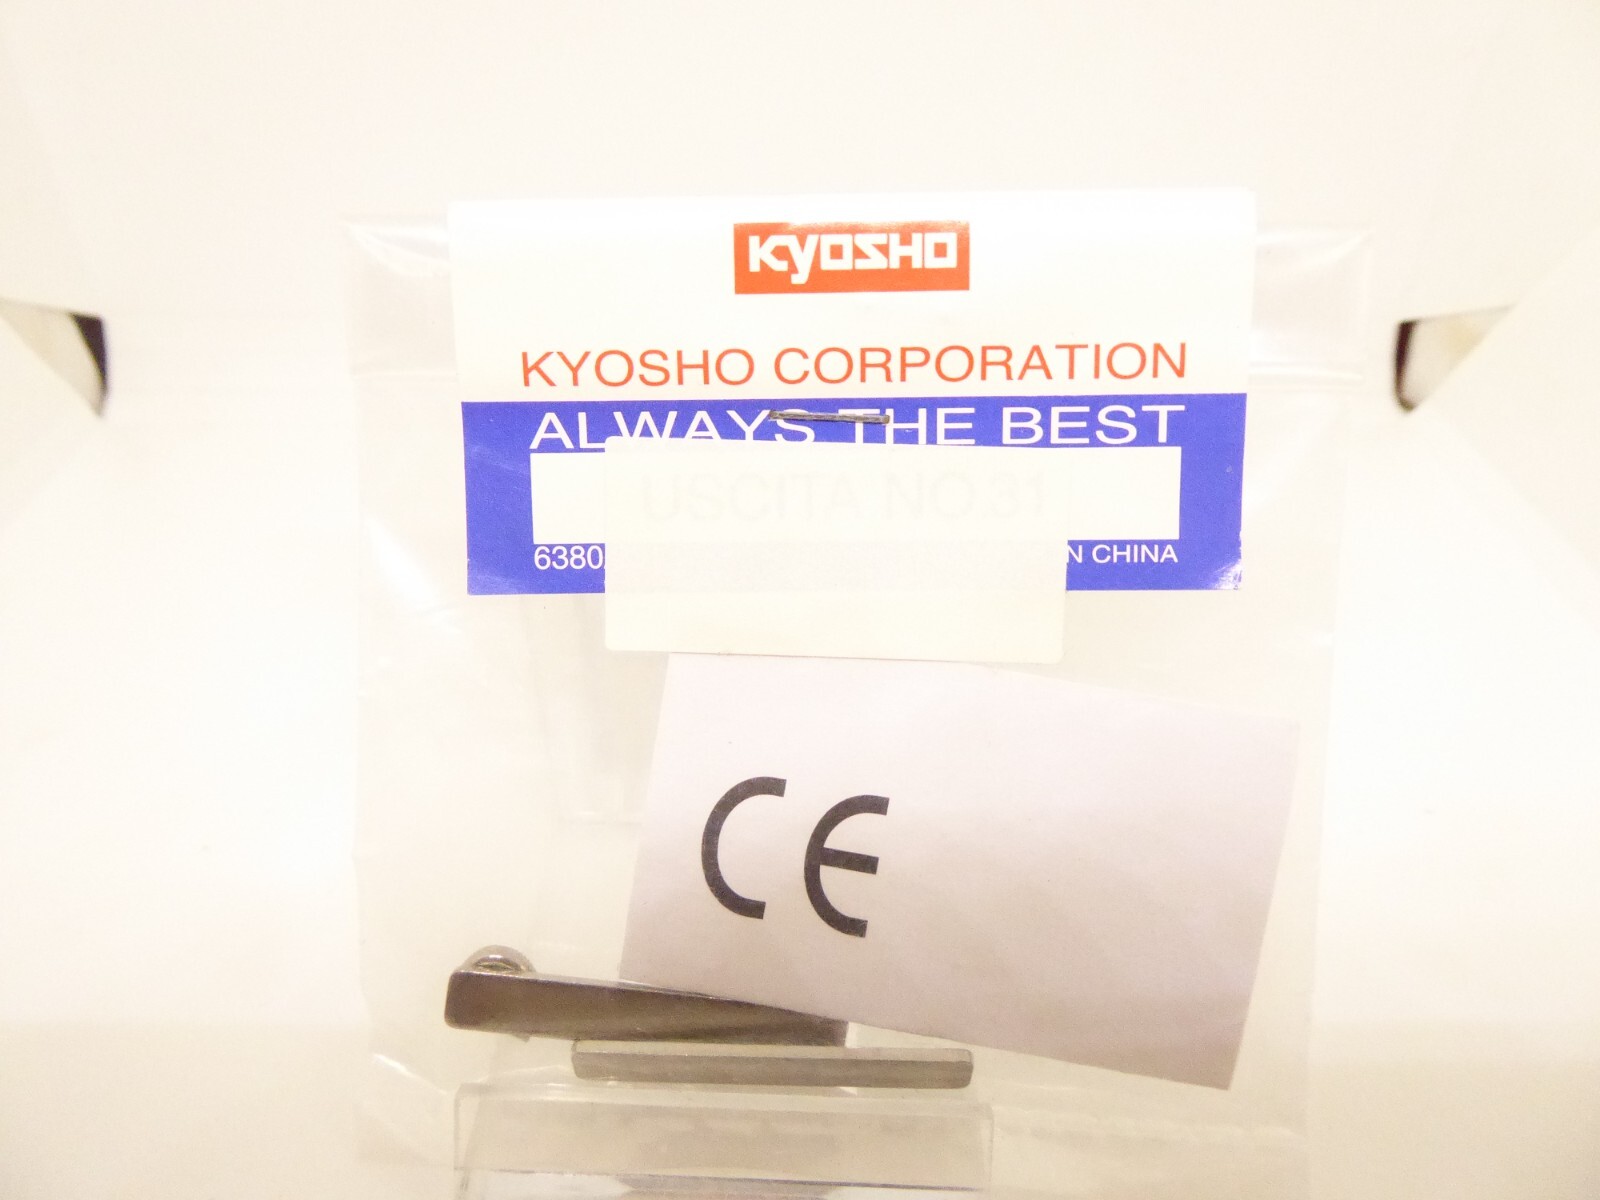 KYOSHO
KYOSHO CORPORATION
ALWAYS THE BEST
USCITA NO.31
6380 N CHINA
CE